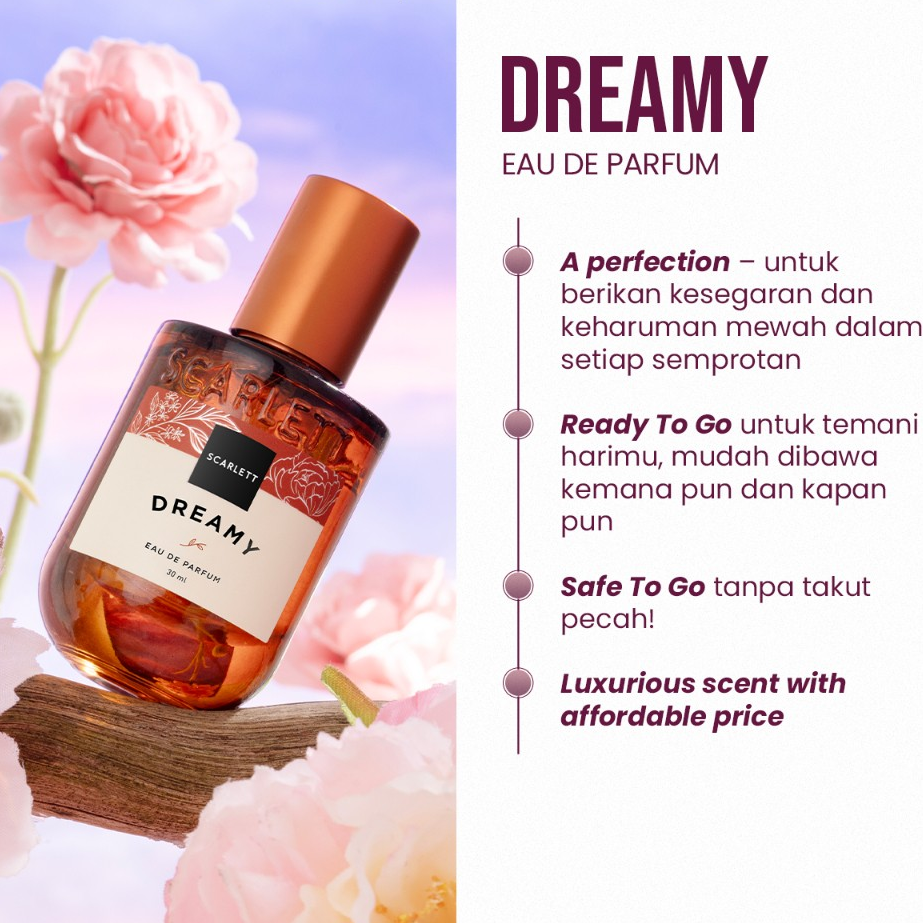 DREAMY
EAU DE PARFUM
A perfection – untuk
berikan kesegaran dan
keharuman mewah dalam
setiap semprotan
Ready To Go untuk temani
harimu, mudah dibawa
kemana pun dan kapan
pun
Safe To Go tanpa takut
pecah!
Luxurious scent with
affordable price
SCARLETT
SCARLETT
DREAMY
EAU DE PARFUM
30 ml